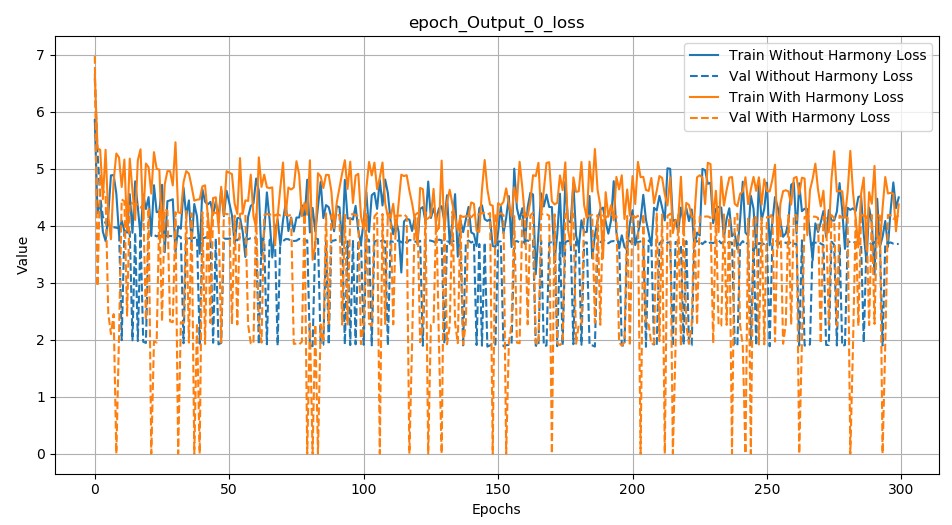 epoch_Output_0_loss
Train Without Harmony Loss
Val Without Harmony Loss
Train With Harmony Loss
Val With Harmony Loss
7
6
5
4
3
2
1
0
Value
0 50 100 150 200 250 300
Epochs